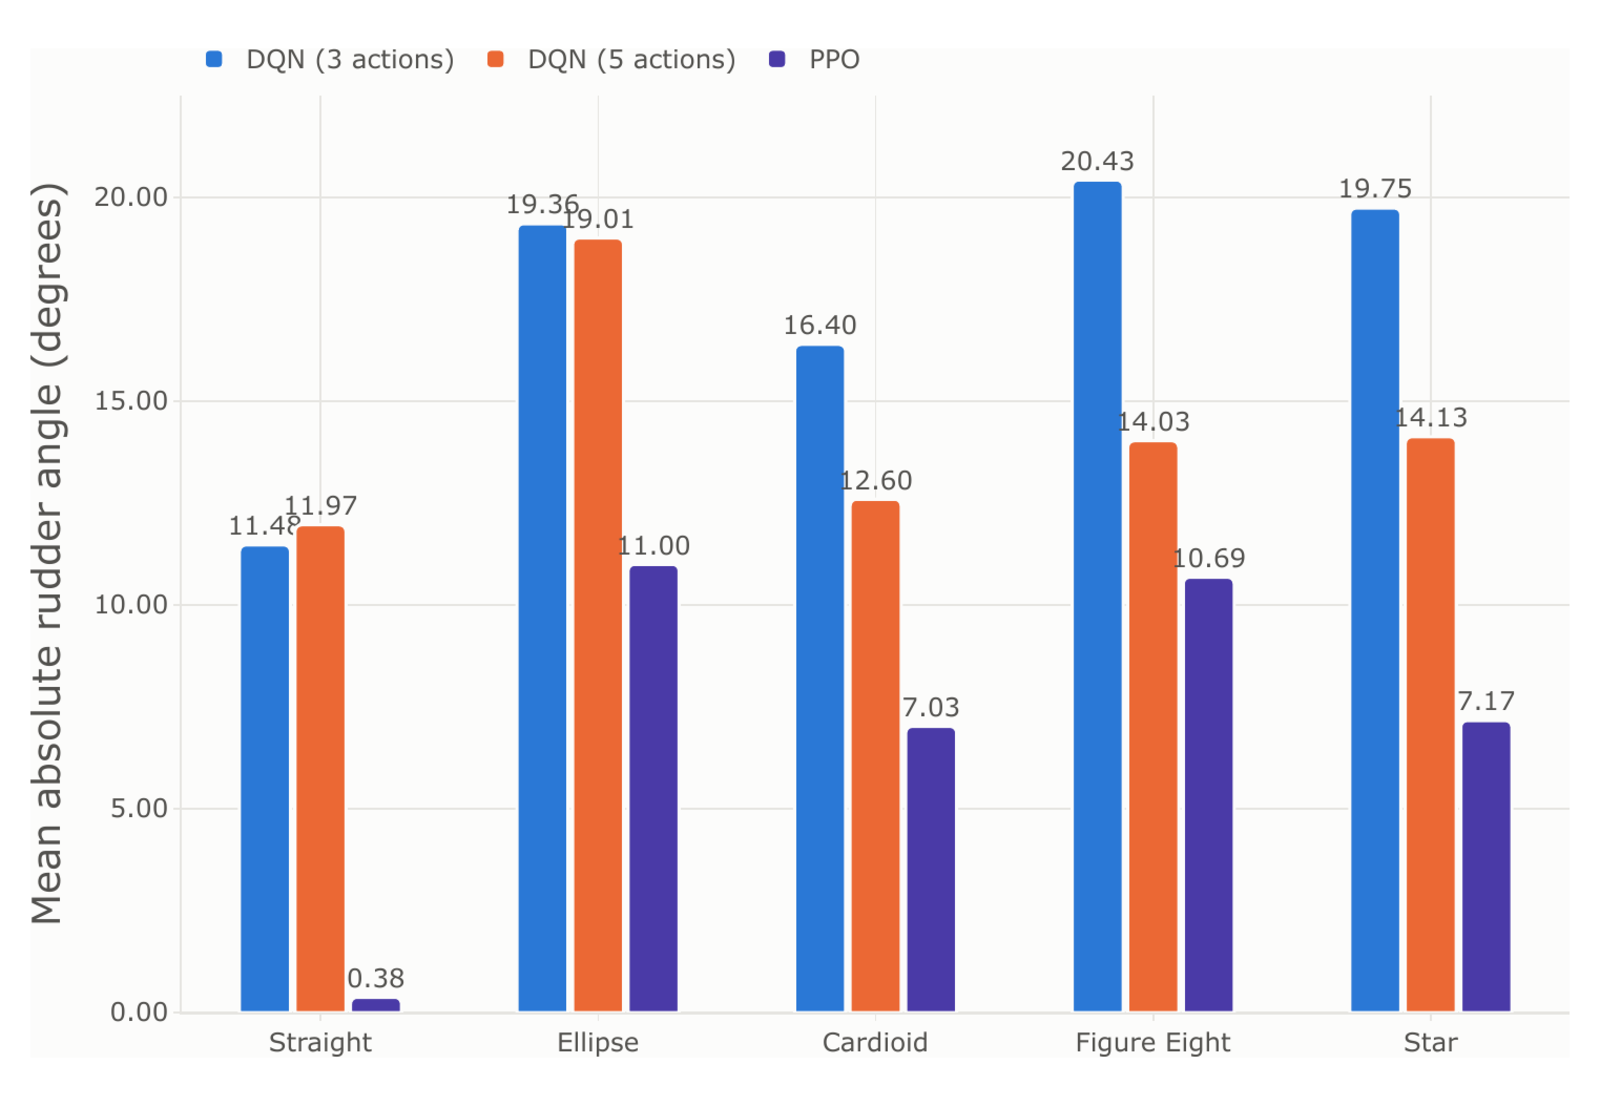 DQN (3 actions) DQN (5 actions) PPO
Mean absolute rudder angle (degrees)
20.00
15.00
10.00
5.00
0.00
11.48 11.97 0.38
19.36 19.01 11.00
16.40 12.60 7.03
20.43 14.03 10.69
19.75 14.13 7.17
Straight Ellipse Cardioid Figure Eight Star